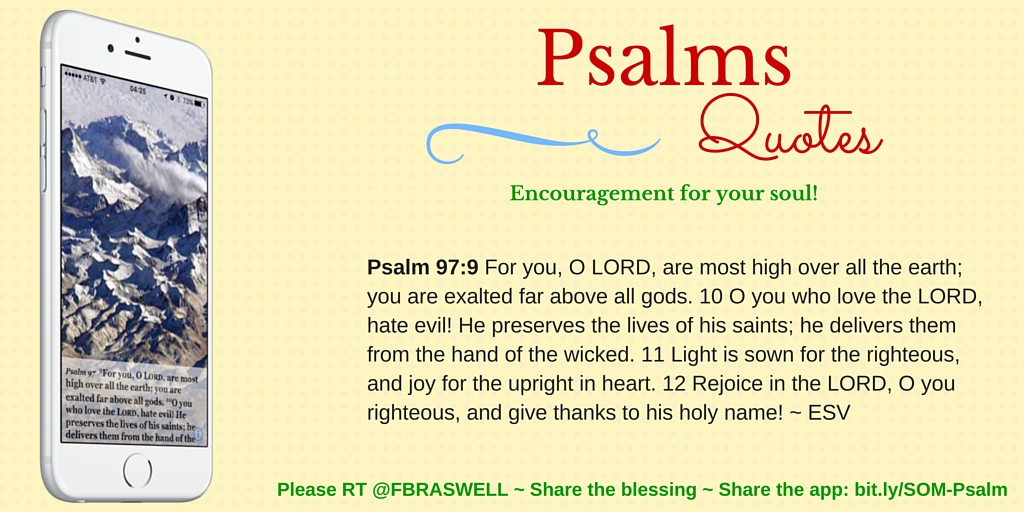 AT&T
04:25
73%
Psalm 97 ⁹For you, O LORD, are most
high over all the earth; you are
exalted far above all gods. ¹⁰O you
who love the LORD, hate evil! He
preserves the lives of his saints; he
delivers them from the hand of the
Psalms
Quotes
Encouragement for your soul!
Psalm 97:9 For you, O LORD, are most high over all the earth;
you are exalted far above all gods. 10 O you who love the LORD,
hate evil! He preserves the lives of his saints; he delivers them
from the hand of the wicked. 11 Light is sown for the righteous,
and joy for the upright in heart. 12 Rejoice in the LORD, O you
righteous, and give thanks to his holy name! ~ ESV
Please RT @FBRASWELL ~ Share the blessing ~ Share the app: bit.ly/SOM-Psalm